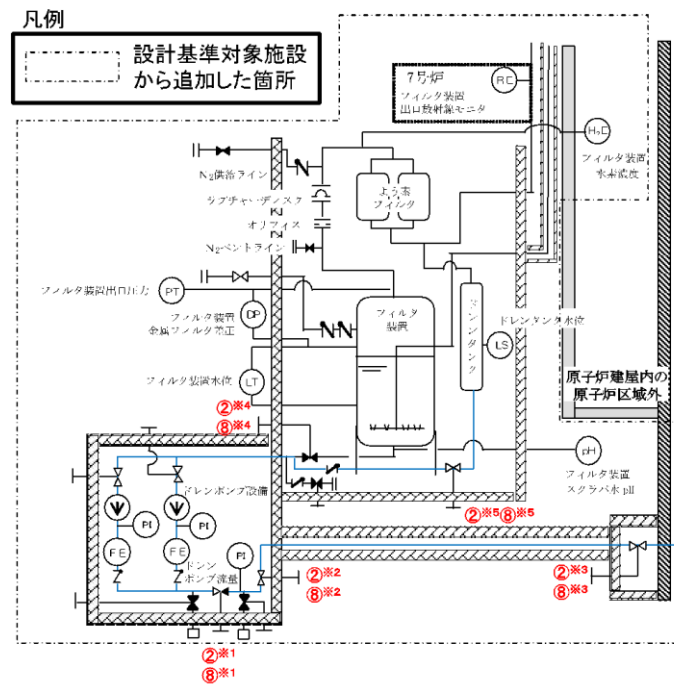 凡例
設計基準対象施設
から追加した箇所
7号炉
フィルタ装置
出口放射線モニタ
RE
H₂E
フィルタ装置
水素濃度
N₂供給ライン
ラプチャーディスク
オリフィス
N₂ベントライン
よう素
フィルタ
フィルタ装置出口圧力
PT
フィルタ装置
金属フィルタ差圧
DP
フィルタ
装置
ドレンタンク
ドレンタンク水位
LS
フィルタ装置水位
LT
原子炉建屋内の
原子炉区域外
②※4
⑧※4
pH
フィルタ装置
スクラバ水pH
ドレンポンプ設備
②※5⑧※5
PI
PI
FE
FE
PI
ドレン
ポンプ流量
②※2
⑧※2
②※3
⑧※3
②※1
⑧※1